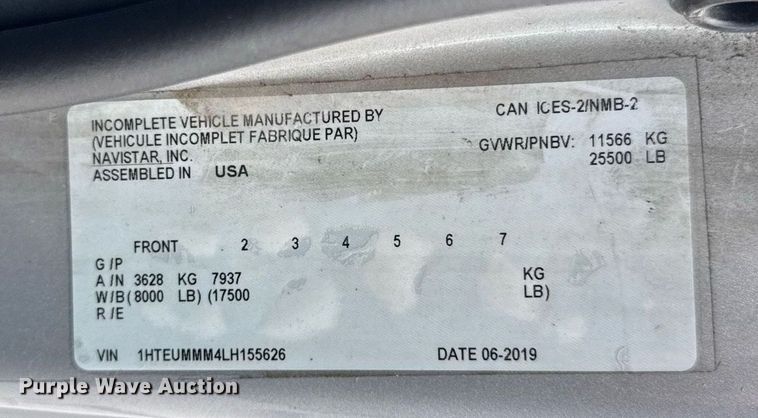 INCOMPLETE VEHICLE MANUFACTURED BY
(VEHICULE INCOMPLET FABRIQUE PAR)
NAVISTAR, INC.
ASSEMBLED IN USA
CAN ICES-2/NMB-2
GVWR/PNBV: 11566 KG
25500 LB
FRONT 2 3 4 5 6 7
G/P
A/N 3628 KG 7937 KG
W/B (8000 LB) (17500 LB)
R/E
VIN 1HTEUMMM4LH155626 DATE 06-2019
Purple Wave Auction